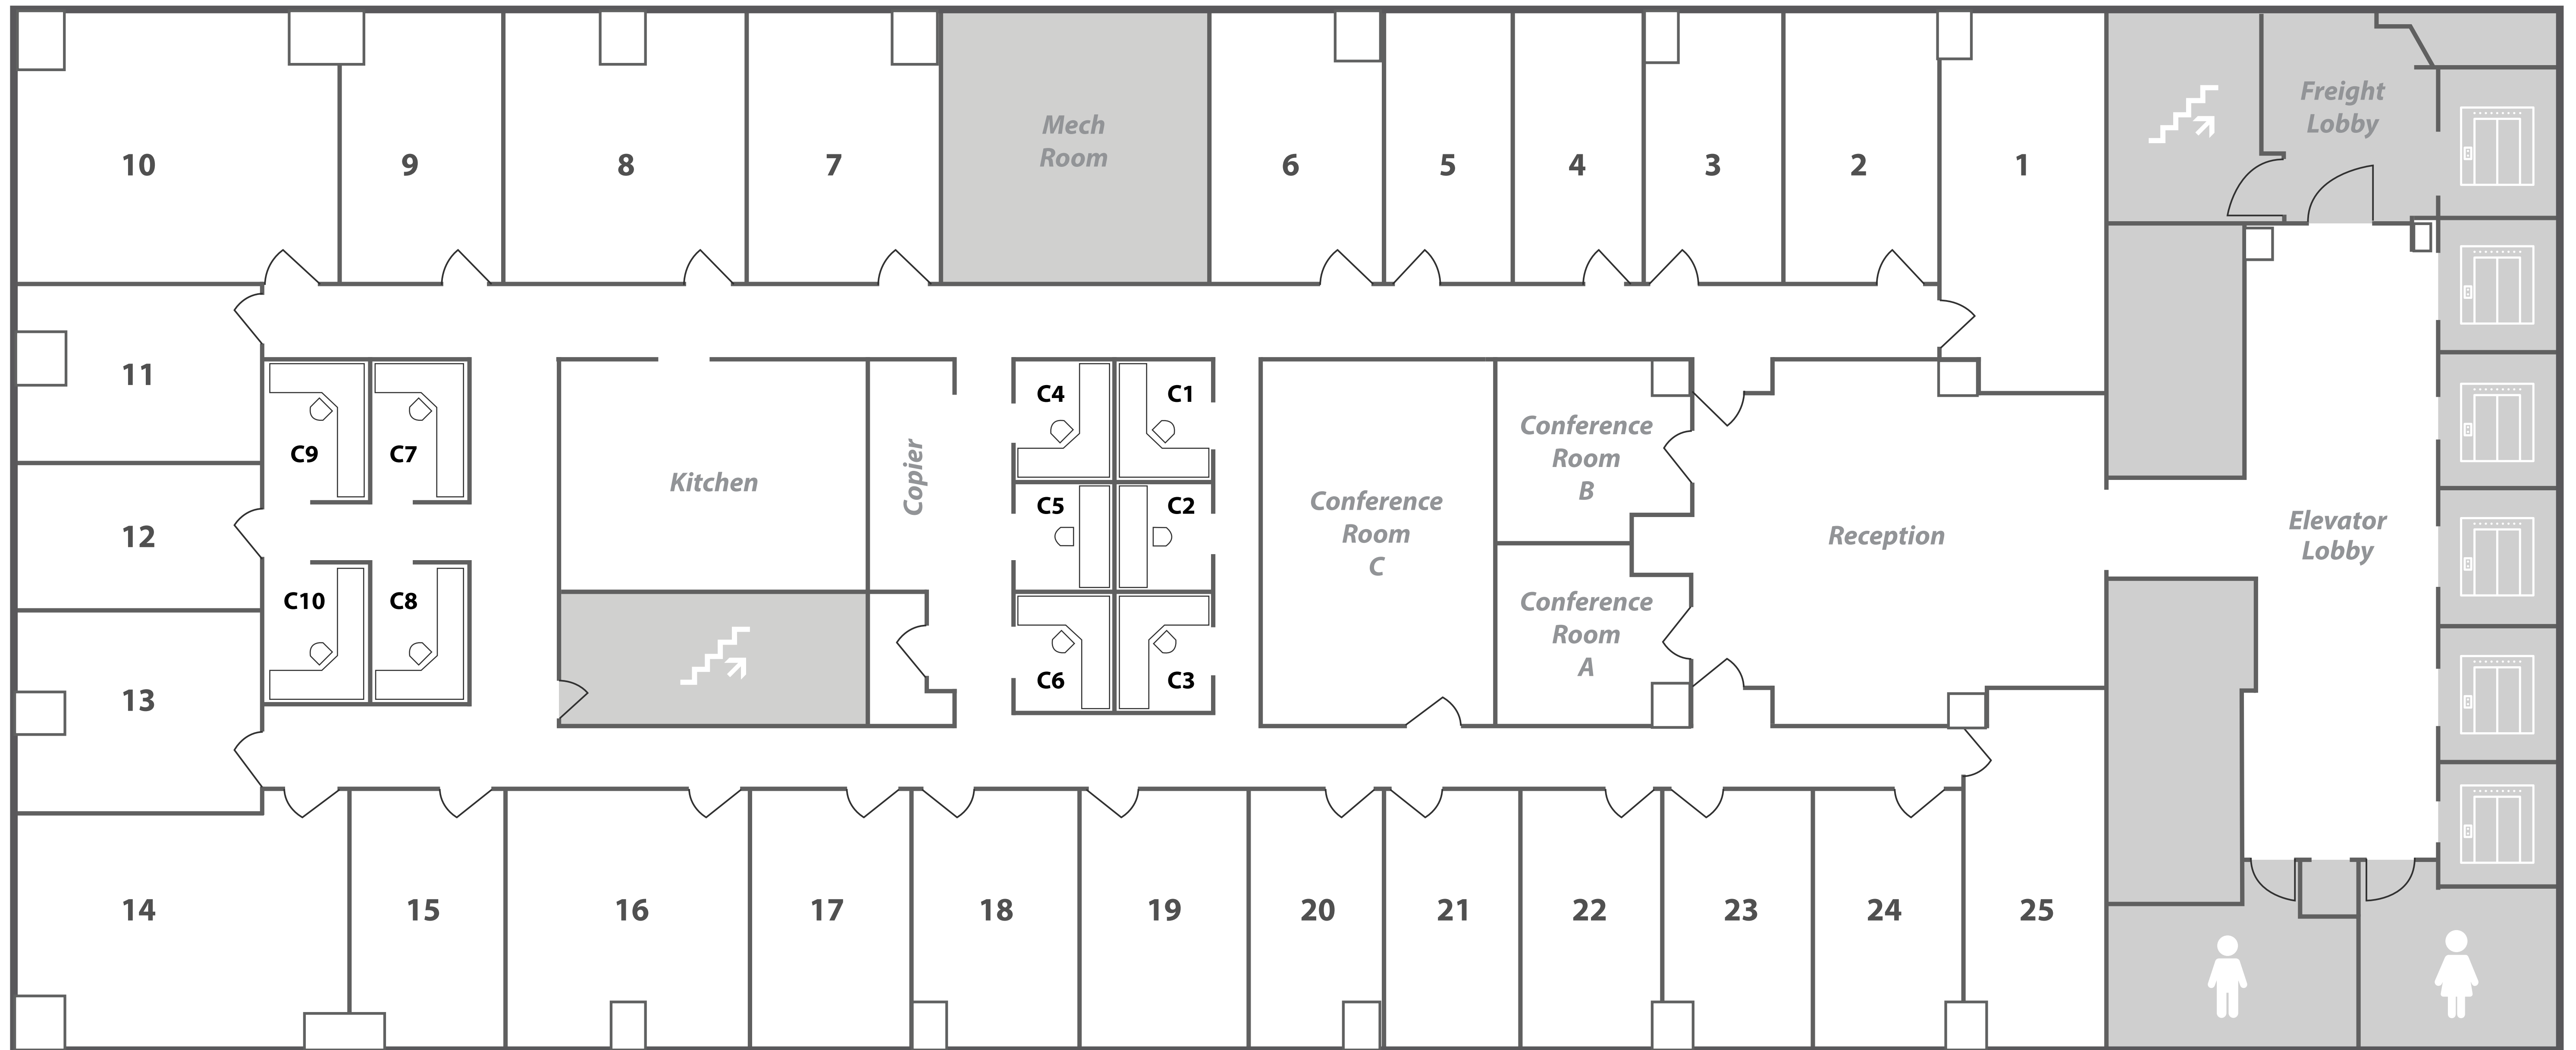 10
9
8
7
Mech
Room
6
5
4
3
2
1
Freight
Lobby
11
12
13
C9
C7
C10
C8
Kitchen
Copier
C4
C1
C5
C2
C6
C3
Conference
Room
C
Conference
Room
B
Conference
Room
A
Reception
Elevator
Lobby
14
15
16
17
18
19
20
21
22
23
24
25